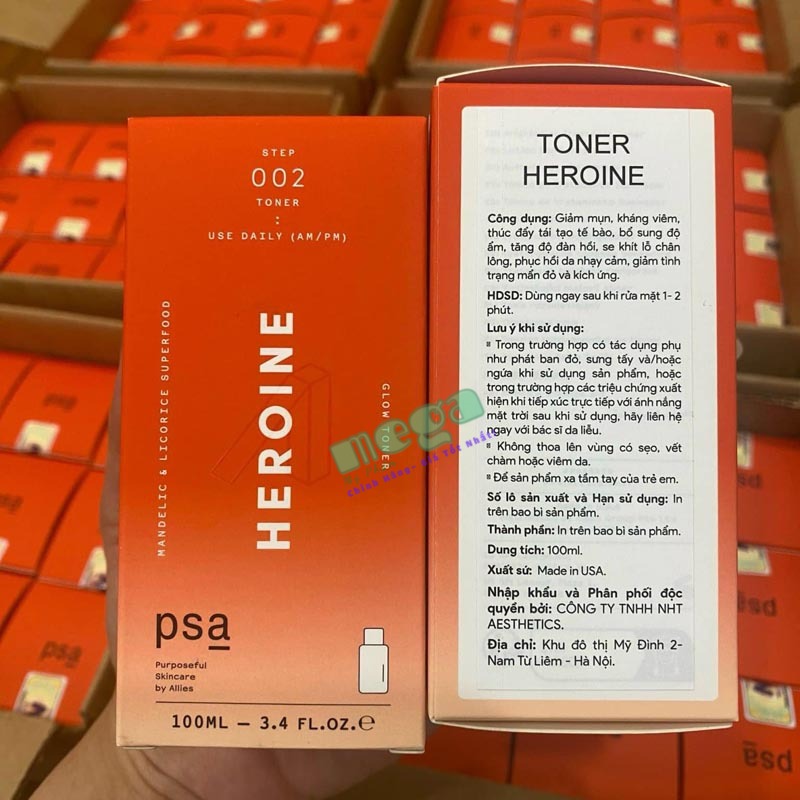 STEP
002
TONER
:
USE DAILY (AM/PM)
MANDELIC & LICORICE SUPERFOOD
HEROINE
GLOW TONER
psa
Purposeful
Skincare
by Allies
100ML — 3.4 FL.OZ.℮
mega
Chính Hãng- Giá Tốt Nhất
TONER
HEROINE
Công dụng: Giảm mụn, kháng viêm,
thúc đẩy tái tạo tế bào, bổ sung độ
ẩm, tăng độ đàn hồi, se khít lỗ chân
lông, phục hồi da nhạy cảm, giảm tình
trạng mẩn đỏ và kích ứng.
HDSD: Dùng ngay sau khi rửa mặt 1- 2
phút.
Lưu ý khi sử dụng:
Trong trường hợp có tác dụng phụ
như phát ban đỏ, sưng tấy và/hoặc
ngứa khi sử dụng sản phẩm, hoặc
trong trường hợp các triệu chứng xuất
hiện khi tiếp xúc trực tiếp với ánh nắng
mặt trời sau khi sử dụng, hãy liên hệ
ngay với bác sĩ da liễu.
Không thoa lên vùng có sẹo, vết
chàm hoặc viêm da.
Để sản phẩm xa tầm tay của trẻ em.
Số lô sản xuất và Hạn sử dụng: In
trên bao bì sản phẩm.
Thành phần: In trên bao bì sản phẩm.
Dung tích: 100ml.
Xuất sứ: Made in USA.
Nhập khẩu và Phân phối độc
quyền bởi: CÔNG TY TNHH NHT
AESTHETICS.
Địa chỉ: Khu đô thị Mỹ Đình 2-
Nam Từ Liêm - Hà Nội.
psa
psa
psa